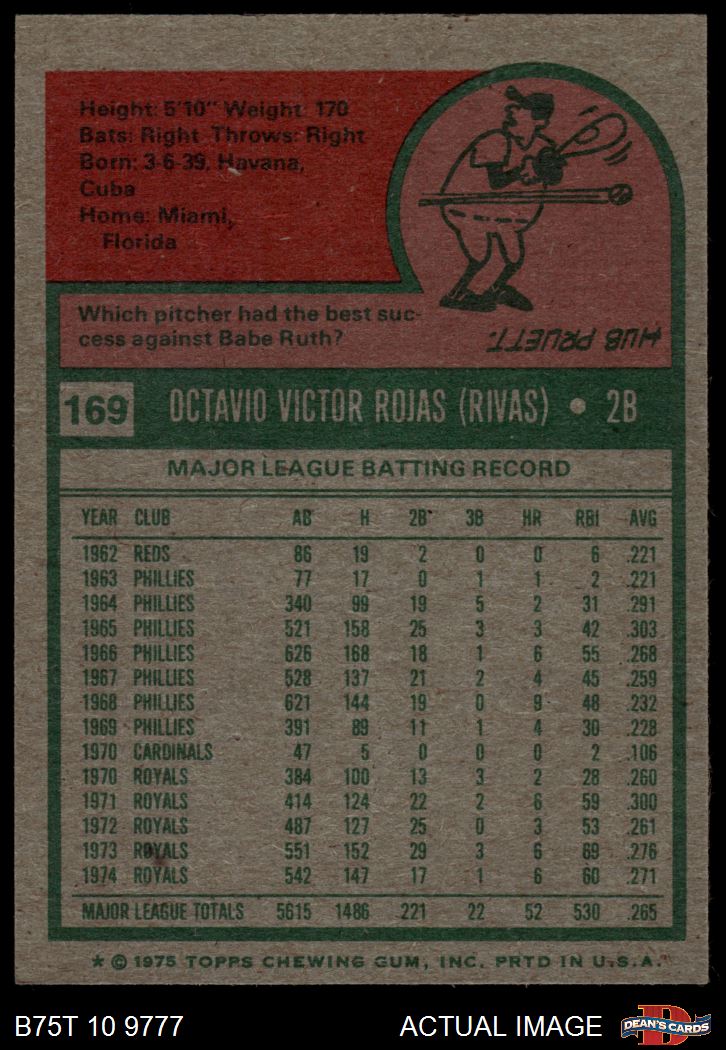 Height: 5'10" Weight: 170
Bats: Right Throws: Right
Born: 3-6-39, Havana,
Cuba
Home: Miami,
Florida
Which pitcher had the best suc-
cess against Babe Ruth?
HUB PRUETT.
169 OCTAVIO VICTOR ROJAS (RIVAS) • 2B
MAJOR LEAGUE BATTING RECORD
YEAR CLUB AB H 2B 3B HR RBI AVG
1962 REDS 86 19 2 0 0 6 .221
1963 PHILLIES 77 17 0 1 1 2 .221
1964 PHILLIES 340 99 19 5 2 31 .291
1965 PHILLIES 521 158 25 3 3 42 .303
1966 PHILLIES 626 168 18 1 6 55 .268
1967 PHILLIES 528 137 21 2 4 45 .259
1968 PHILLIES 621 144 19 0 9 48 .232
1969 PHILLIES 391 89 11 1 4 30 .228
1970 CARDINALS 47 5 0 0 0 2 .106
1970 ROYALS 384 100 13 3 2 28 .260
1971 ROYALS 414 124 22 2 6 59 .300
1972 ROYALS 487 127 25 0 3 53 .261
1973 ROYALS 551 152 29 3 6 69 .276
1974 ROYALS 542 147 17 1 6 60 .271
MAJOR LEAGUE TOTALS 5615 1486 221 22 52 530 .265
* © 1975 TOPPS CHEWING GUM, INC. PRTD IN U.S.A.
B75T 10 9777 ACTUAL IMAGE DEAN'S CARDS